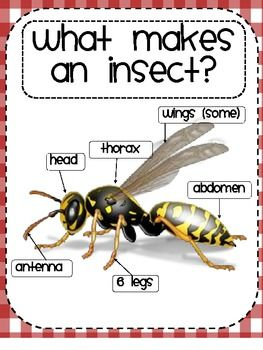 what makes
an insect?
wings (some)
thorax
head
abdomen
antenna
6 legs